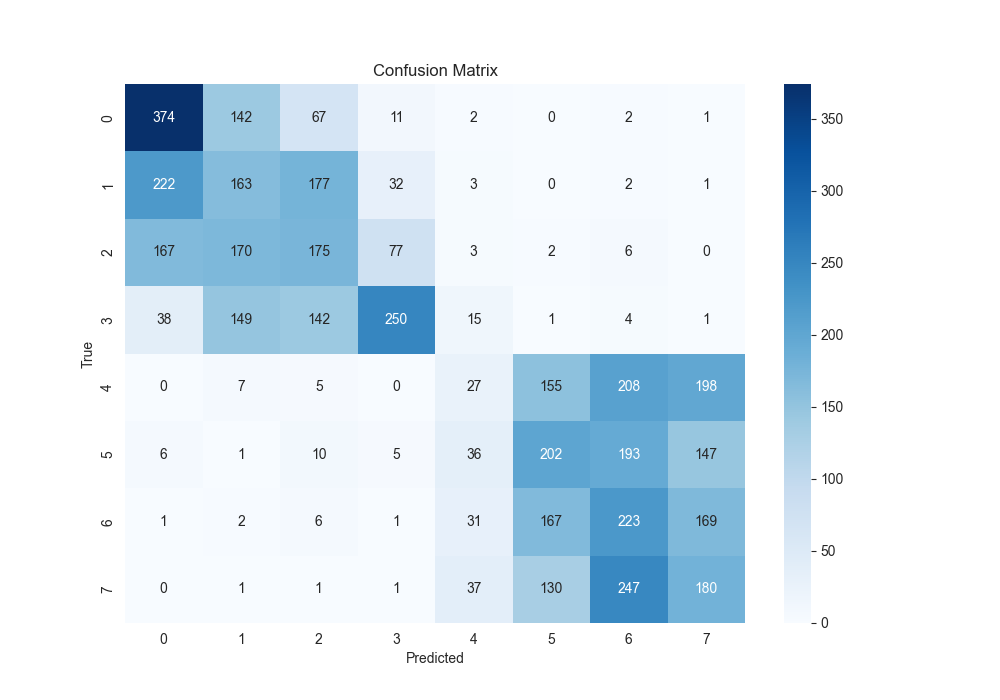 Confusion Matrix
0 374 142 67 11 2 0 2 1
1 222 163 177 32 3 0 2 1
2 167 170 175 77 3 2 6 0
3 38 149 142 250 15 1 4 1
True
4 0 7 5 0 27 155 208 198
5 6 1 10 5 36 202 193 147
6 1 2 6 1 31 167 223 169
7 0 1 1 1 37 130 247 180
0 1 2 3 4 5 6 7
Predicted
350
300
250
200
150
100
50
0